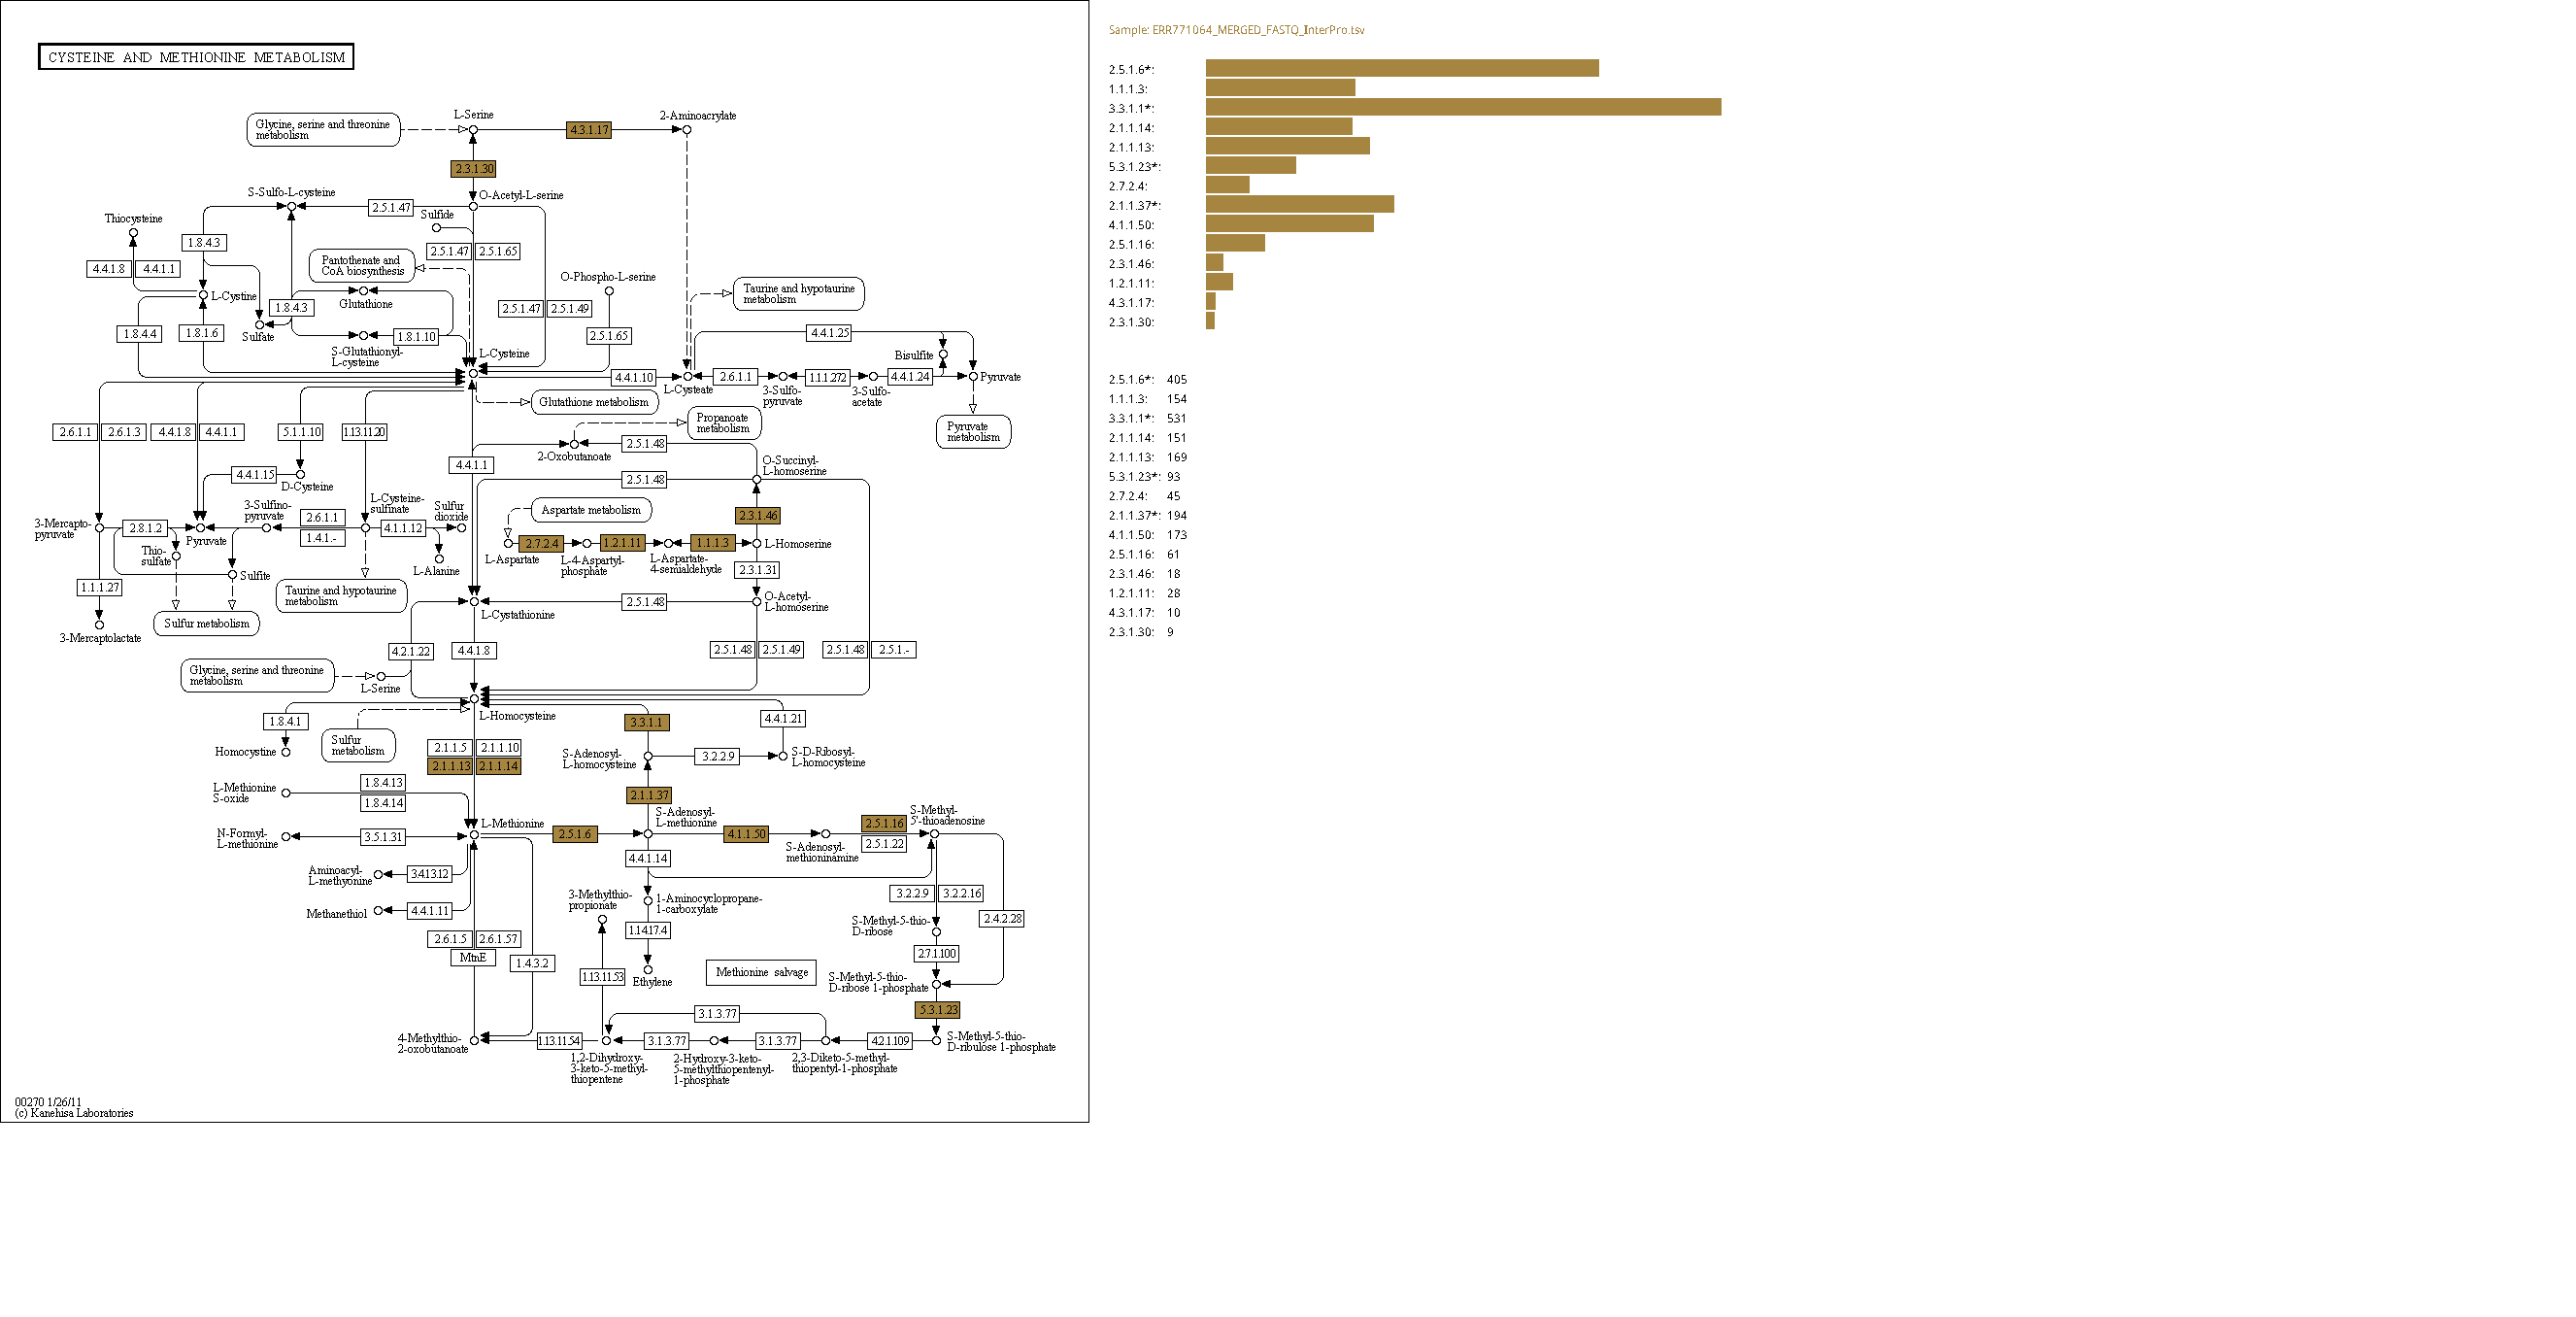 CYSTEINE AND METHIONINE METABOLISM
Glycine, serine and threonine
metabolism
L-Serine
4.3.1.17
2-Aminoacrylate
2.3.1.30
S-Sulfo-L-cysteine
2.5.1.47
O-Acetyl-L-serine
Sulfide
Thiocysteine
1.8.4.3
2.5.1.47
2.5.1.65
4.4.1.8
4.4.1.1
Pantothenate and
CoA biosynthesis
O-Phospho-L-serine
L-Cystine
Glutathione
1.8.4.3
2.5.1.47
2.5.1.49
Taurine and hypotaurine
metabolism
1.8.4.4
1.8.1.6
Sulfate
1.8.1.10
S-Glutathionyl-
L-cysteine
2.5.1.65
L-Cysteine
4.4.1.25
Bisulfite
4.4.1.10
L-Cysteate
2.6.1.1
3-Sulfo-
pyruvate
1.1.1.272
3-Sulfo-
acetate
4.4.1.24
Pyruvate
Glutathione metabolism
Propanoate
metabolism
Pyruvate
metabolism
2.6.1.1
2.6.1.3
4.4.1.8
4.4.1.1
5.1.1.10
1.13.11.20
2.5.1.48
2-Oxobutanoate
4.4.1.1
O-Succinyl-
L-homoserine
4.4.1.15
D-Cysteine
2.5.1.48
3-Mercapto-
pyruvate
2.8.1.2
Pyruvate
3-Sulfino-
pyruvate
2.6.1.1
1.4.1.-
L-Cysteine-
sulfinate
4.1.1.12
Sulfur
dioxide
Aspartate metabolism
2.3.1.46
Thio-
sulfate
Sulfite
L-Alanine
L-Aspartate
2.7.2.4
L-4-Aspartyl-
phosphate
1.2.1.11
L-Aspartate-
4-semialdehyde
1.1.1.3
L-Homoserine
2.3.1.31
1.1.1.27
Taurine and hypotaurine
metabolism
3-Mercaptolactate
Sulfur metabolism
L-Cystathionine
2.5.1.48
O-Acetyl-
L-homoserine
4.2.1.22
4.4.1.8
2.5.1.48
2.5.1.49
2.5.1.48
2.5.1.-
Glycine, serine and threonine
metabolism
L-Serine
L-Homocysteine
1.8.4.1
Homocystine
Sulfur
metabolism
3.3.1.1
4.4.1.21
2.1.1.5
2.1.1.10
2.1.1.13
2.1.1.14
S-Adenosyl-
L-homocysteine
3.2.2.9
S-D-Ribosyl-
L-homocysteine
L-Methionine
S-oxide
1.8.4.13
1.8.4.14
2.1.1.37
N-Formyl-
L-methionine
3.5.1.31
L-Methionine
2.5.1.6
S-Adenosyl-
L-methionine
4.1.1.50
S-Adenosyl-
methioninamine
2.5.1.16
2.5.1.22
S-Methyl-
5'-thioadenosine
4.4.1.14
Aminoacyl-
L-methyonine
3.4.13.12
Methanethiol
4.4.1.11
3-Methylthio-
propionate
1-Aminocyclopropane-
1-carboxylate
3.2.2.9
3.2.2.16
2.4.2.28
S-Methyl-5-thio-
D-ribose
1.14.17.4
2.6.1.5
2.6.1.57
MtnE
1.4.3.2
2.7.1.100
1.13.11.53
Ethylene
Methionine salvage
S-Methyl-5-thio-
D-ribose 1-phosphate
5.3.1.23
3.1.3.77
4-Methylthio-
2-oxobutanoate
1.13.11.54
1,2-Dihydroxy-
3-keto-5-methyl-
thiopentene
3.1.3.77
2-Hydroxy-3-keto-
5-methylthiopentenyl-
1-phosphate
3.1.3.77
2,3-Diketo-5-methyl-
thiopentyl-1-phosphate
4.2.1.109
S-Methyl-5-thio-
D-ribulose 1-phosphate
00270 1/26/11
(c) Kanehisa Laboratories
Sample: ERR771064_MERGED_FASTQ_InterPro.tsv
2.5.1.6*:
1.1.1.3:
3.3.1.1*:
2.1.1.14:
2.1.1.13:
5.3.1.23*:
2.7.2.4:
2.1.1.37*:
4.1.1.50:
2.5.1.16:
2.3.1.46:
1.2.1.11:
4.3.1.17:
2.3.1.30:
2.5.1.6*: 405
1.1.1.3: 154
3.3.1.1*: 531
2.1.1.14: 151
2.1.1.13: 169
5.3.1.23*: 93
2.7.2.4: 45
2.1.1.37*: 194
4.1.1.50: 173
2.5.1.16: 61
2.3.1.46: 18
1.2.1.11: 28
4.3.1.17: 10
2.3.1.30: 9